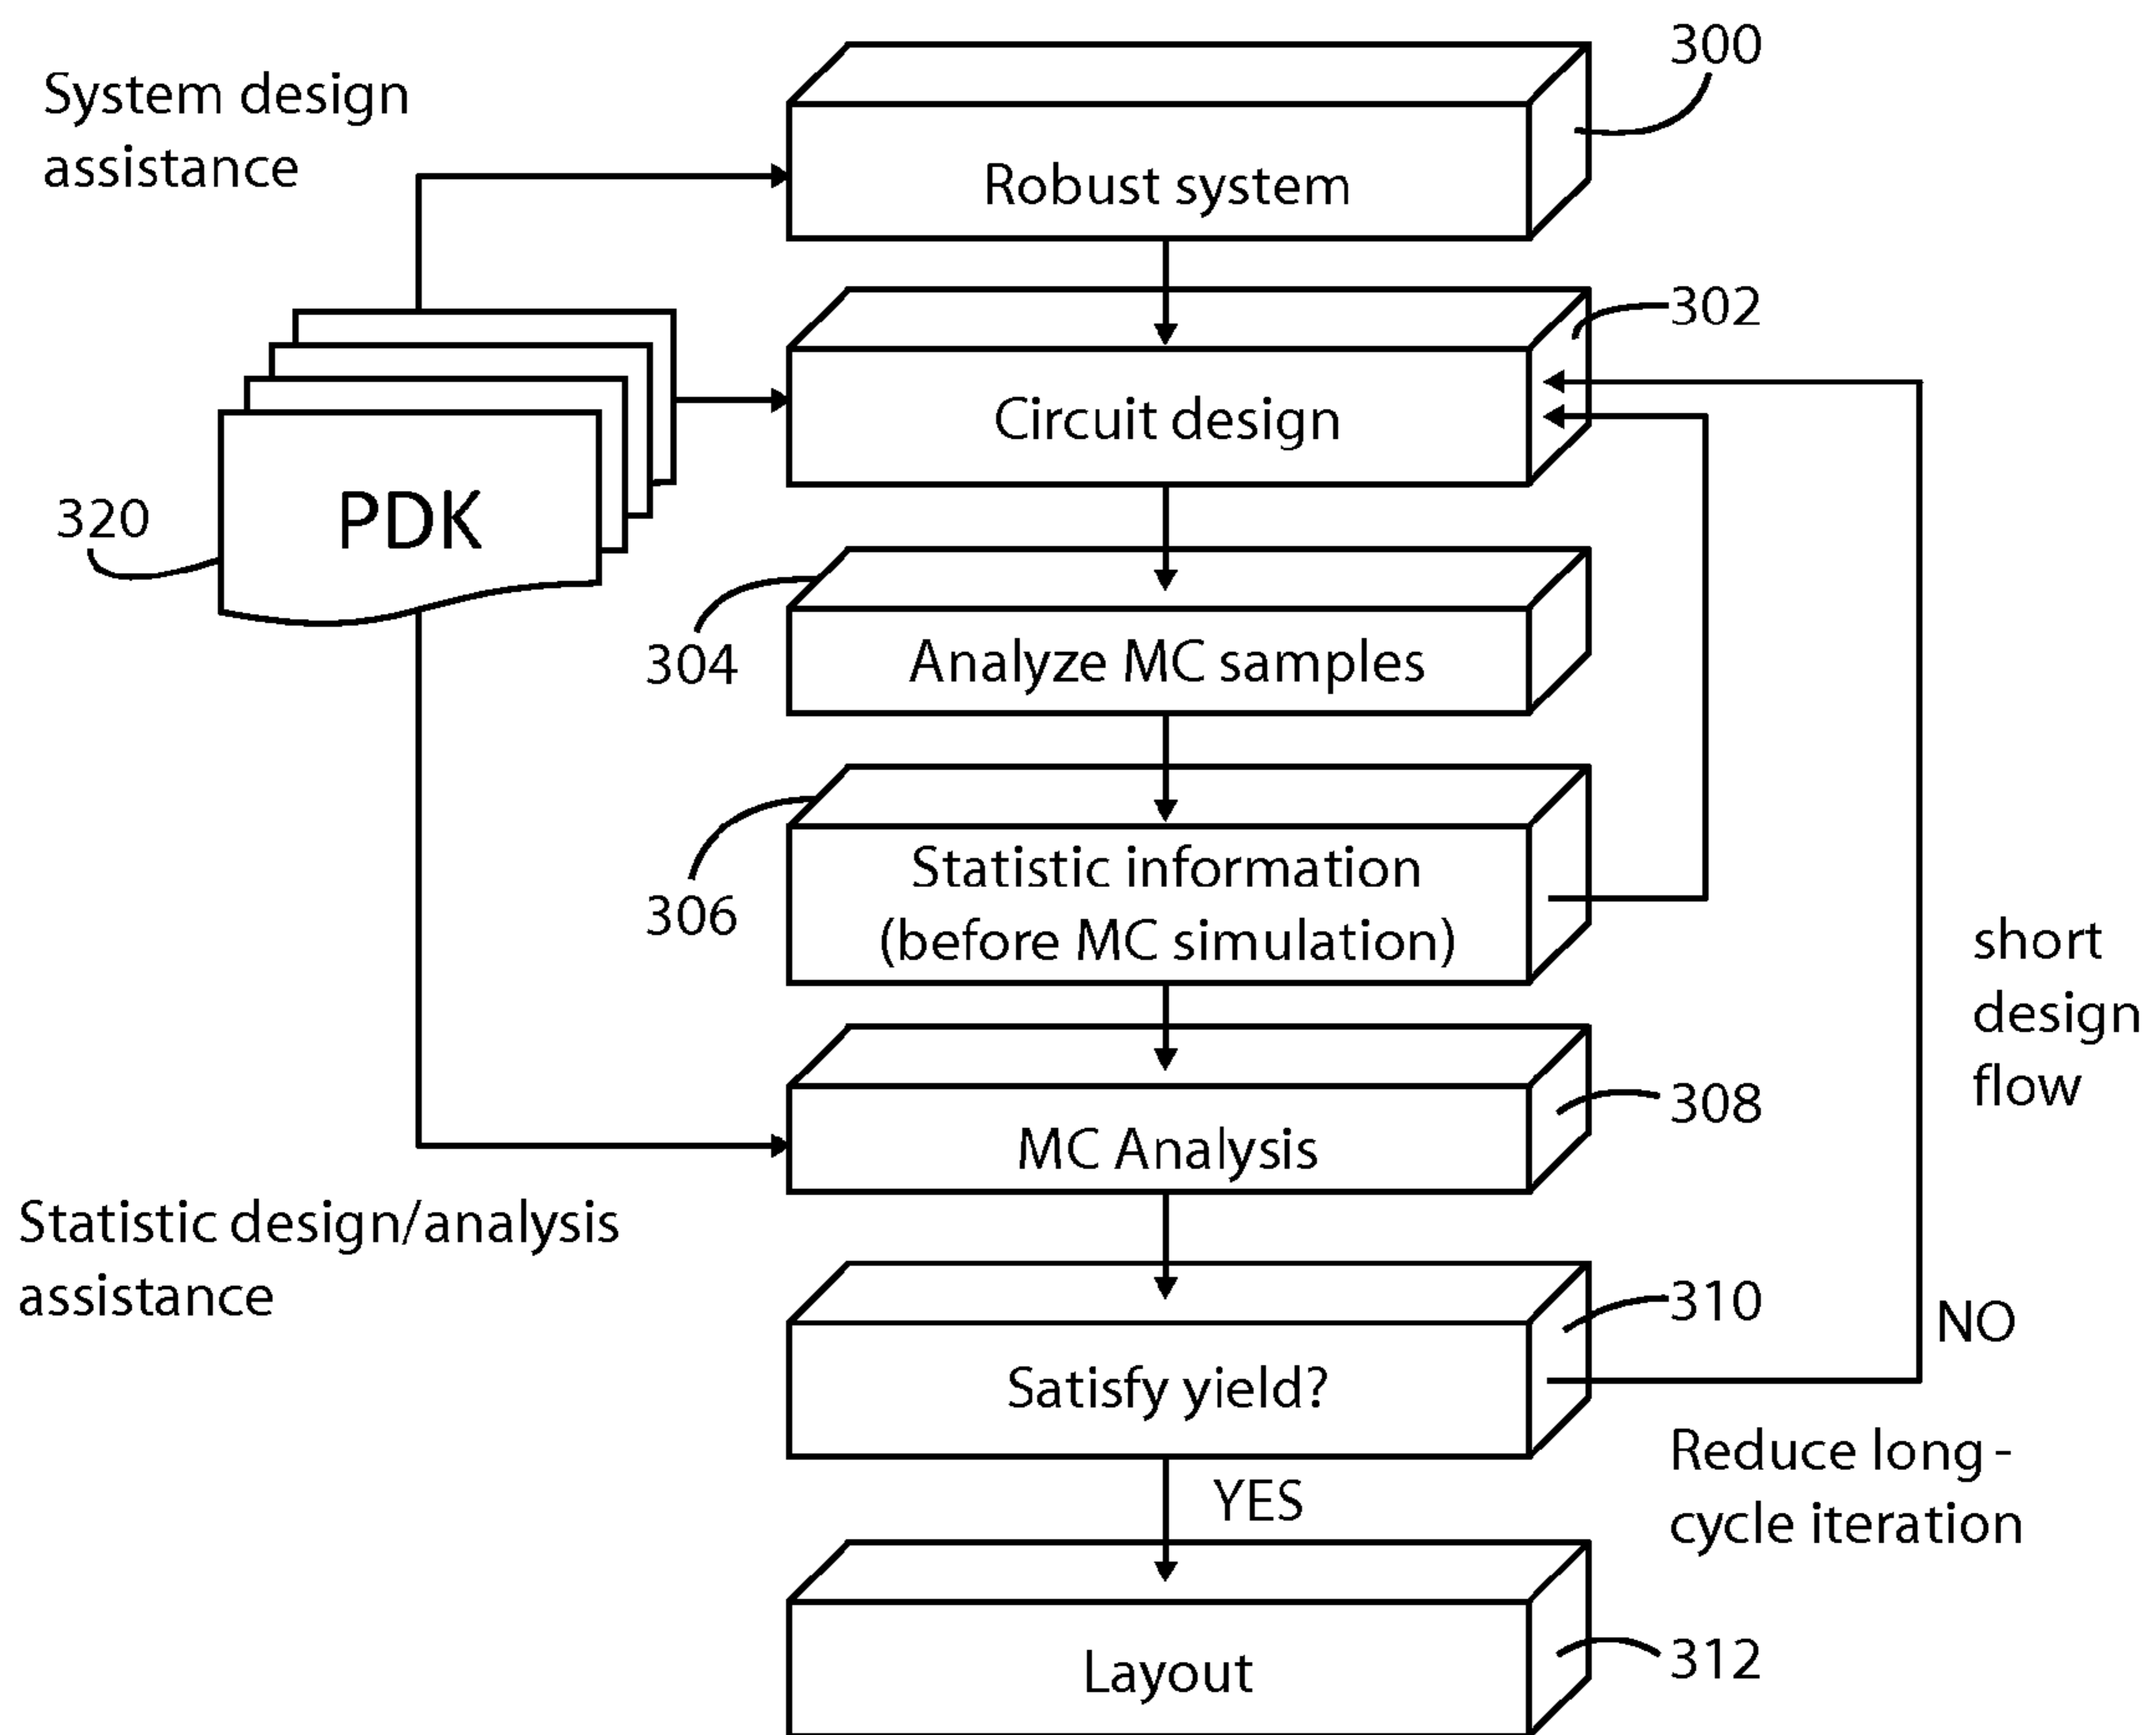 300
System design
assistance
Robust system
302
Circuit design
PDK
320
304
Analyze MC samples
306
Statistic information
(before MC simulation)
short
design
flow
308
MC Analysis
Statistic design/analysis
assistance
310
NO
Satisfy yield?
Reduce long -
cycle iteration
YES
312
Layout